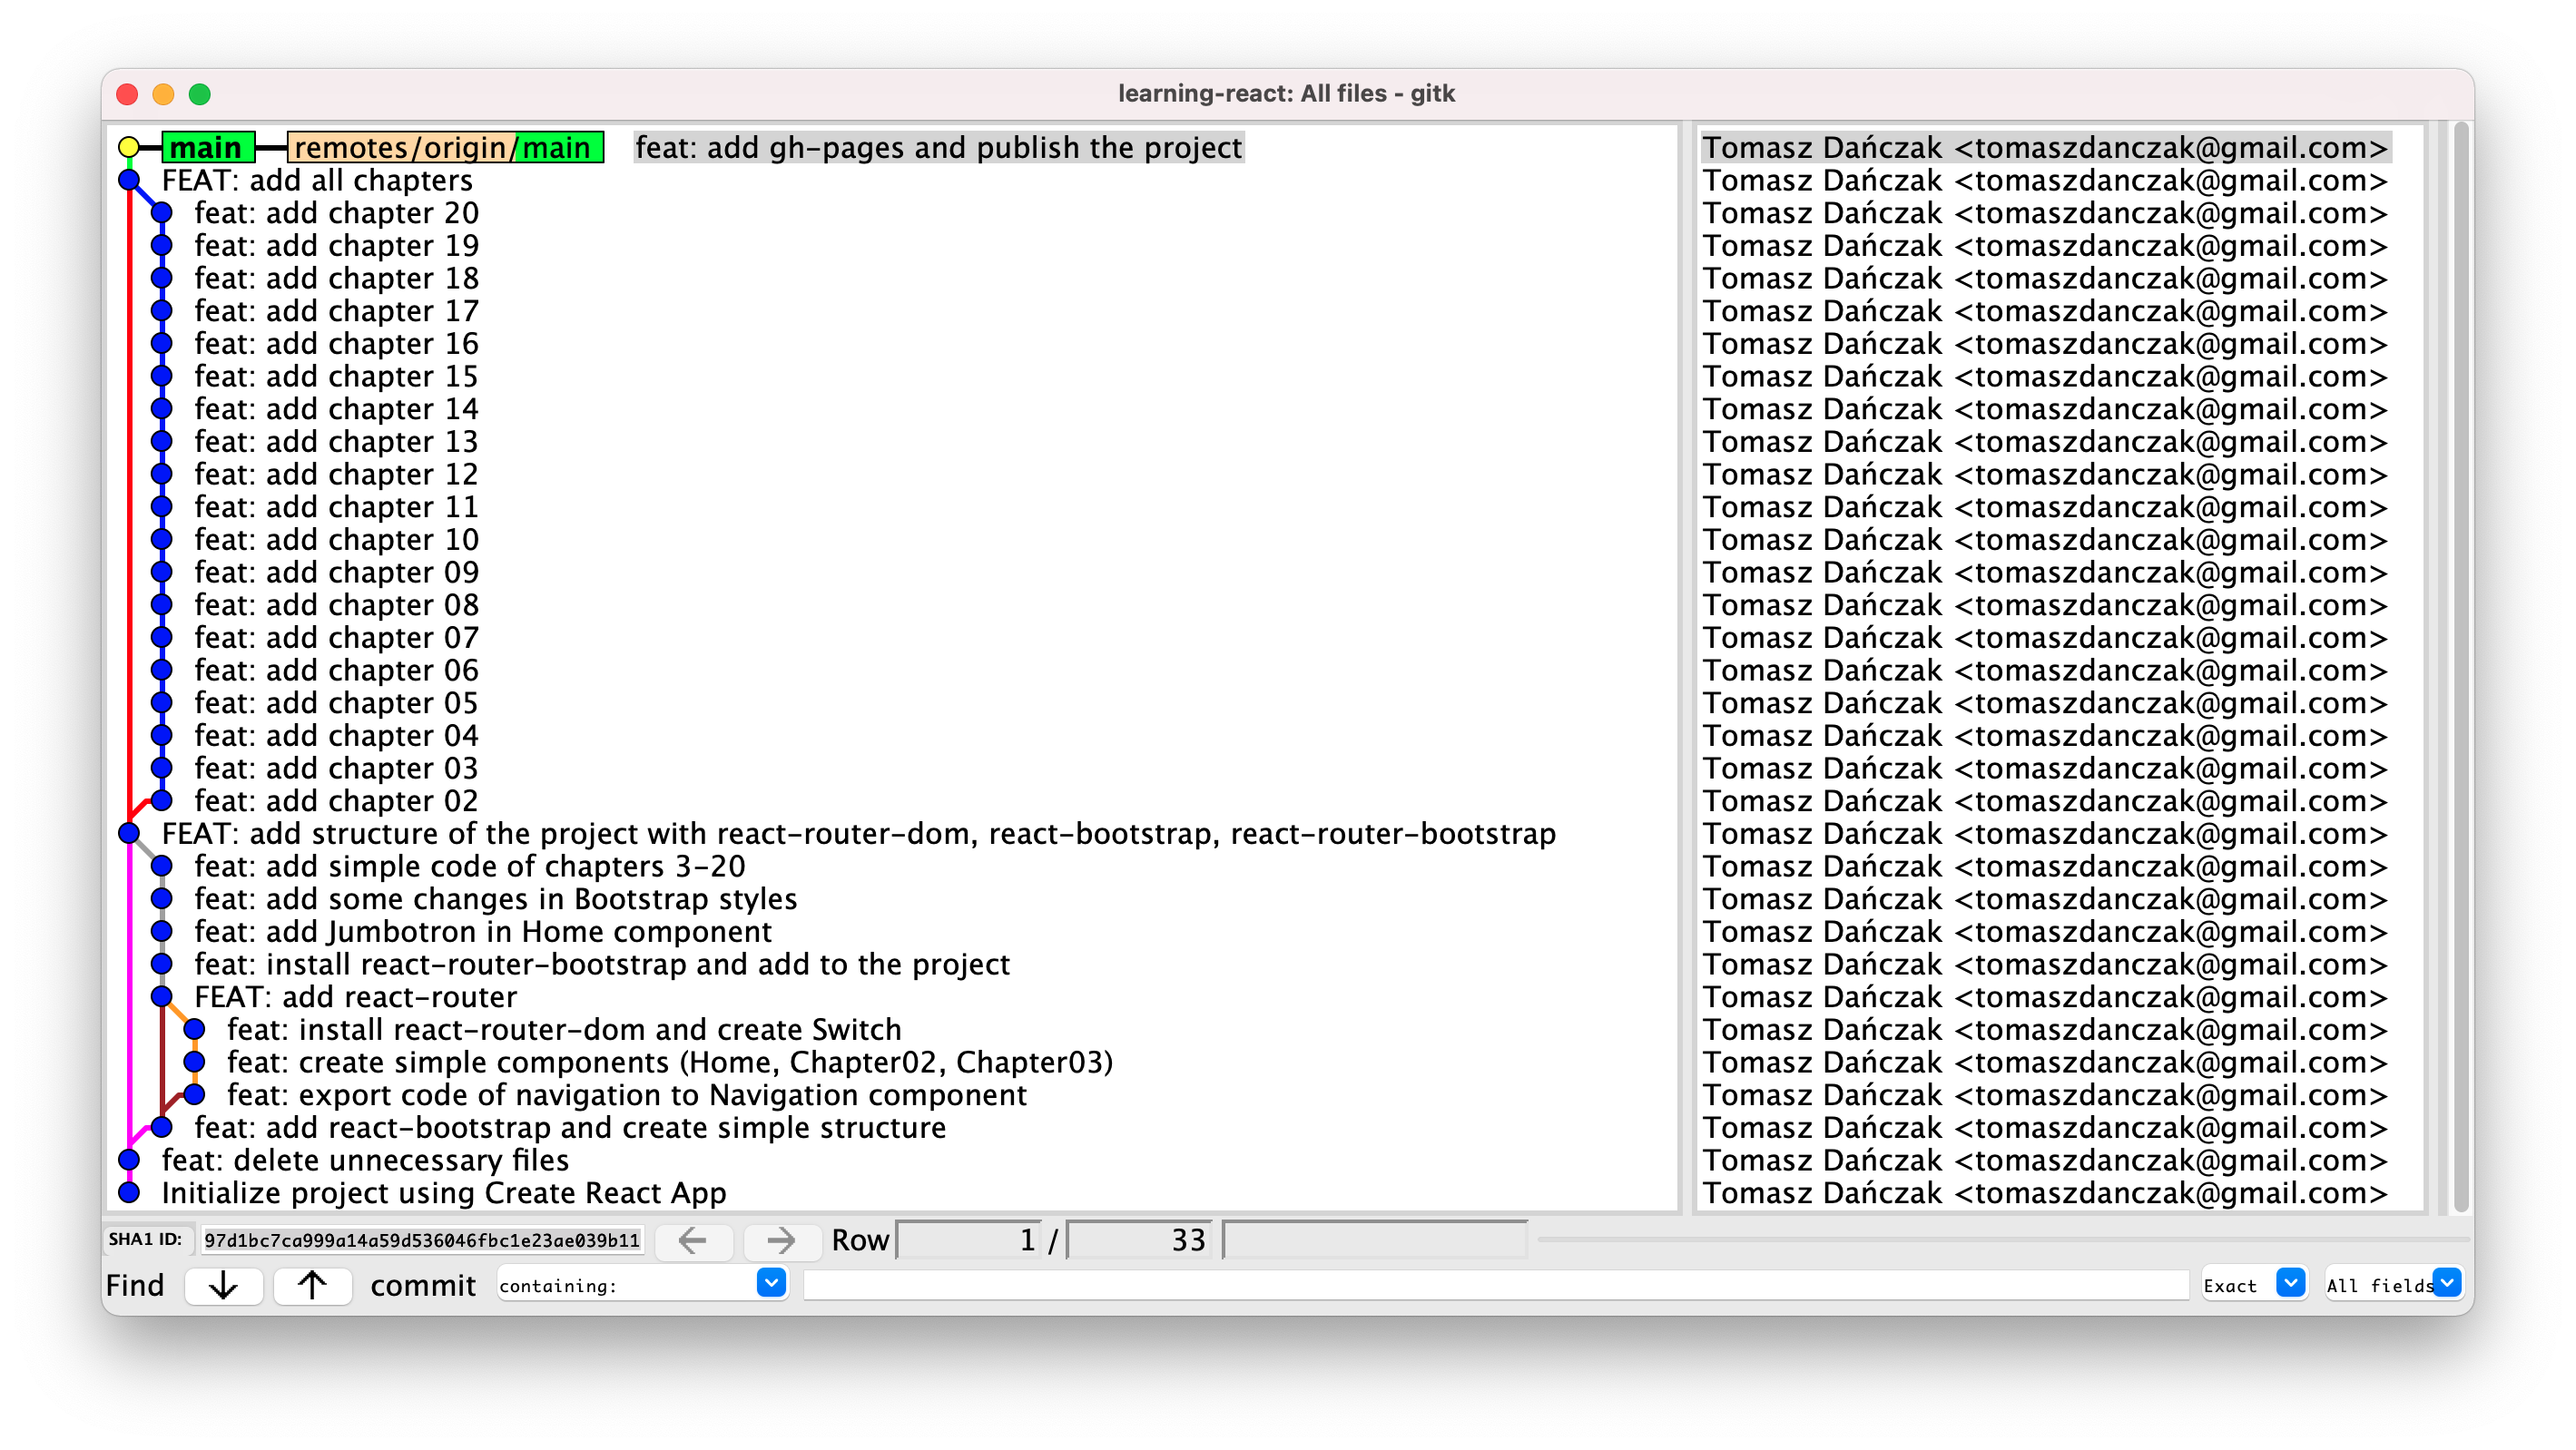 learning-react: All files - gitk
main remotes/origin/main feat: add gh-pages and publish the project Tomasz Dańczak <tomaszdanczak@gmail.com>
FEAT: add all chapters Tomasz Dańczak <tomaszdanczak@gmail.com>
feat: add chapter 20 Tomasz Dańczak <tomaszdanczak@gmail.com>
feat: add chapter 19 Tomasz Dańczak <tomaszdanczak@gmail.com>
feat: add chapter 18 Tomasz Dańczak <tomaszdanczak@gmail.com>
feat: add chapter 17 Tomasz Dańczak <tomaszdanczak@gmail.com>
feat: add chapter 16 Tomasz Dańczak <tomaszdanczak@gmail.com>
feat: add chapter 15 Tomasz Dańczak <tomaszdanczak@gmail.com>
feat: add chapter 14 Tomasz Dańczak <tomaszdanczak@gmail.com>
feat: add chapter 13 Tomasz Dańczak <tomaszdanczak@gmail.com>
feat: add chapter 12 Tomasz Dańczak <tomaszdanczak@gmail.com>
feat: add chapter 11 Tomasz Dańczak <tomaszdanczak@gmail.com>
feat: add chapter 10 Tomasz Dańczak <tomaszdanczak@gmail.com>
feat: add chapter 09 Tomasz Dańczak <tomaszdanczak@gmail.com>
feat: add chapter 08 Tomasz Dańczak <tomaszdanczak@gmail.com>
feat: add chapter 07 Tomasz Dańczak <tomaszdanczak@gmail.com>
feat: add chapter 06 Tomasz Dańczak <tomaszdanczak@gmail.com>
feat: add chapter 05 Tomasz Dańczak <tomaszdanczak@gmail.com>
feat: add chapter 04 Tomasz Dańczak <tomaszdanczak@gmail.com>
feat: add chapter 03 Tomasz Dańczak <tomaszdanczak@gmail.com>
feat: add chapter 02 Tomasz Dańczak <tomaszdanczak@gmail.com>
FEAT: add structure of the project with react-router-dom, react-bootstrap, react-router-bootstrap Tomasz Dańczak <tomaszdanczak@gmail.com>
feat: add simple code of chapters 3-20 Tomasz Dańczak <tomaszdanczak@gmail.com>
feat: add some changes in Bootstrap styles Tomasz Dańczak <tomaszdanczak@gmail.com>
feat: add Jumbotron in Home component Tomasz Dańczak <tomaszdanczak@gmail.com>
feat: install react-router-bootstrap and add to the project Tomasz Dańczak <tomaszdanczak@gmail.com>
FEAT: add react-router Tomasz Dańczak <tomaszdanczak@gmail.com>
feat: install react-router-dom and create Switch Tomasz Dańczak <tomaszdanczak@gmail.com>
feat: create simple components (Home, Chapter02, Chapter03) Tomasz Dańczak <tomaszdanczak@gmail.com>
feat: export code of navigation to Navigation component Tomasz Dańczak <tomaszdanczak@gmail.com>
feat: add react-bootstrap and create simple structure Tomasz Dańczak <tomaszdanczak@gmail.com>
feat: delete unnecessary files Tomasz Dańczak <tomaszdanczak@gmail.com>
Initialize project using Create React App Tomasz Dańczak <tomaszdanczak@gmail.com>
SHA1 ID: 97d1bc7ca999a14a59d536046fbc1e23ae039b11 ← → Row 1 / 33
Find ↓ ↑ commit containing: Exact All fields